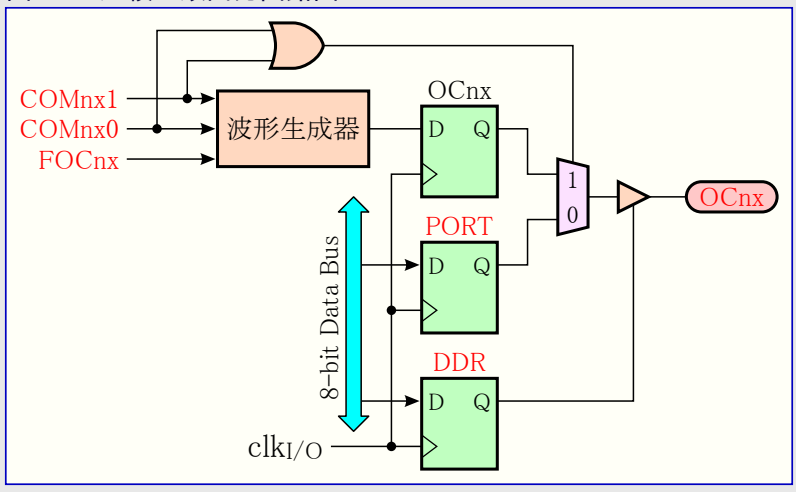 COMnx1
COMnx0
FOCnx
波形生成器
OCnx
D Q
1
0
OCnx
PORT
D Q
8-bit Data Bus
DDR
D Q
clkI/O